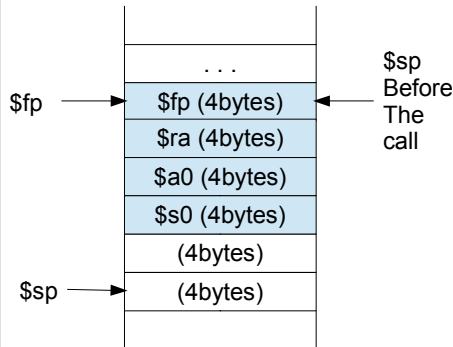 . . .
$fp
$fp (4bytes)
$sp
Before
The
call
$ra (4bytes)
$a0 (4bytes)
$s0 (4bytes)
(4bytes)
$sp
(4bytes)